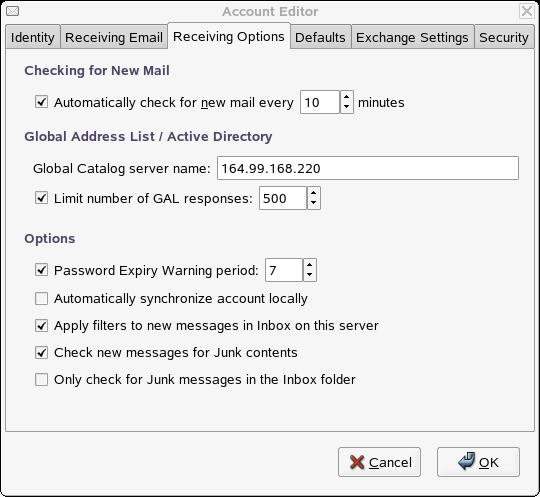 Account Editor
Identity Receiving Email Receiving Options Defaults Exchange Settings Security
Checking for New Mail
Automatically check for new mail every 10 minutes
Global Address List / Active Directory
Global Catalog server name: 164.99.168.220
Limit number of GAL responses: 500
Options
Password Expiry Warning period: 7
Automatically synchronize account locally
Apply filters to new messages in Inbox on this server
Check new messages for Junk contents
Only check for Junk messages in the Inbox folder
Cancel OK